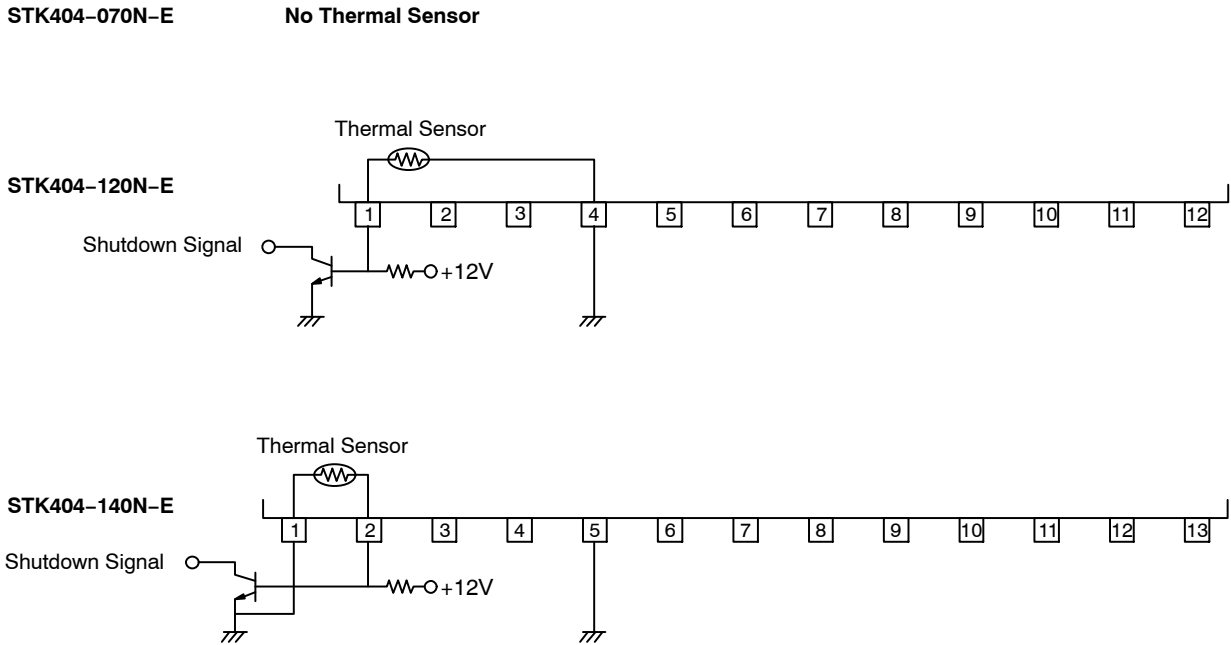 STK404−070N−E No Thermal Sensor
Thermal Sensor
STK404−120N−E
1 2 3 4 5 6 7 8 9 10 11 12
Shutdown Signal
+12V
Thermal Sensor
STK404−140N−E
1 2 3 4 5 6 7 8 9 10 11 12 13
Shutdown Signal
+12V